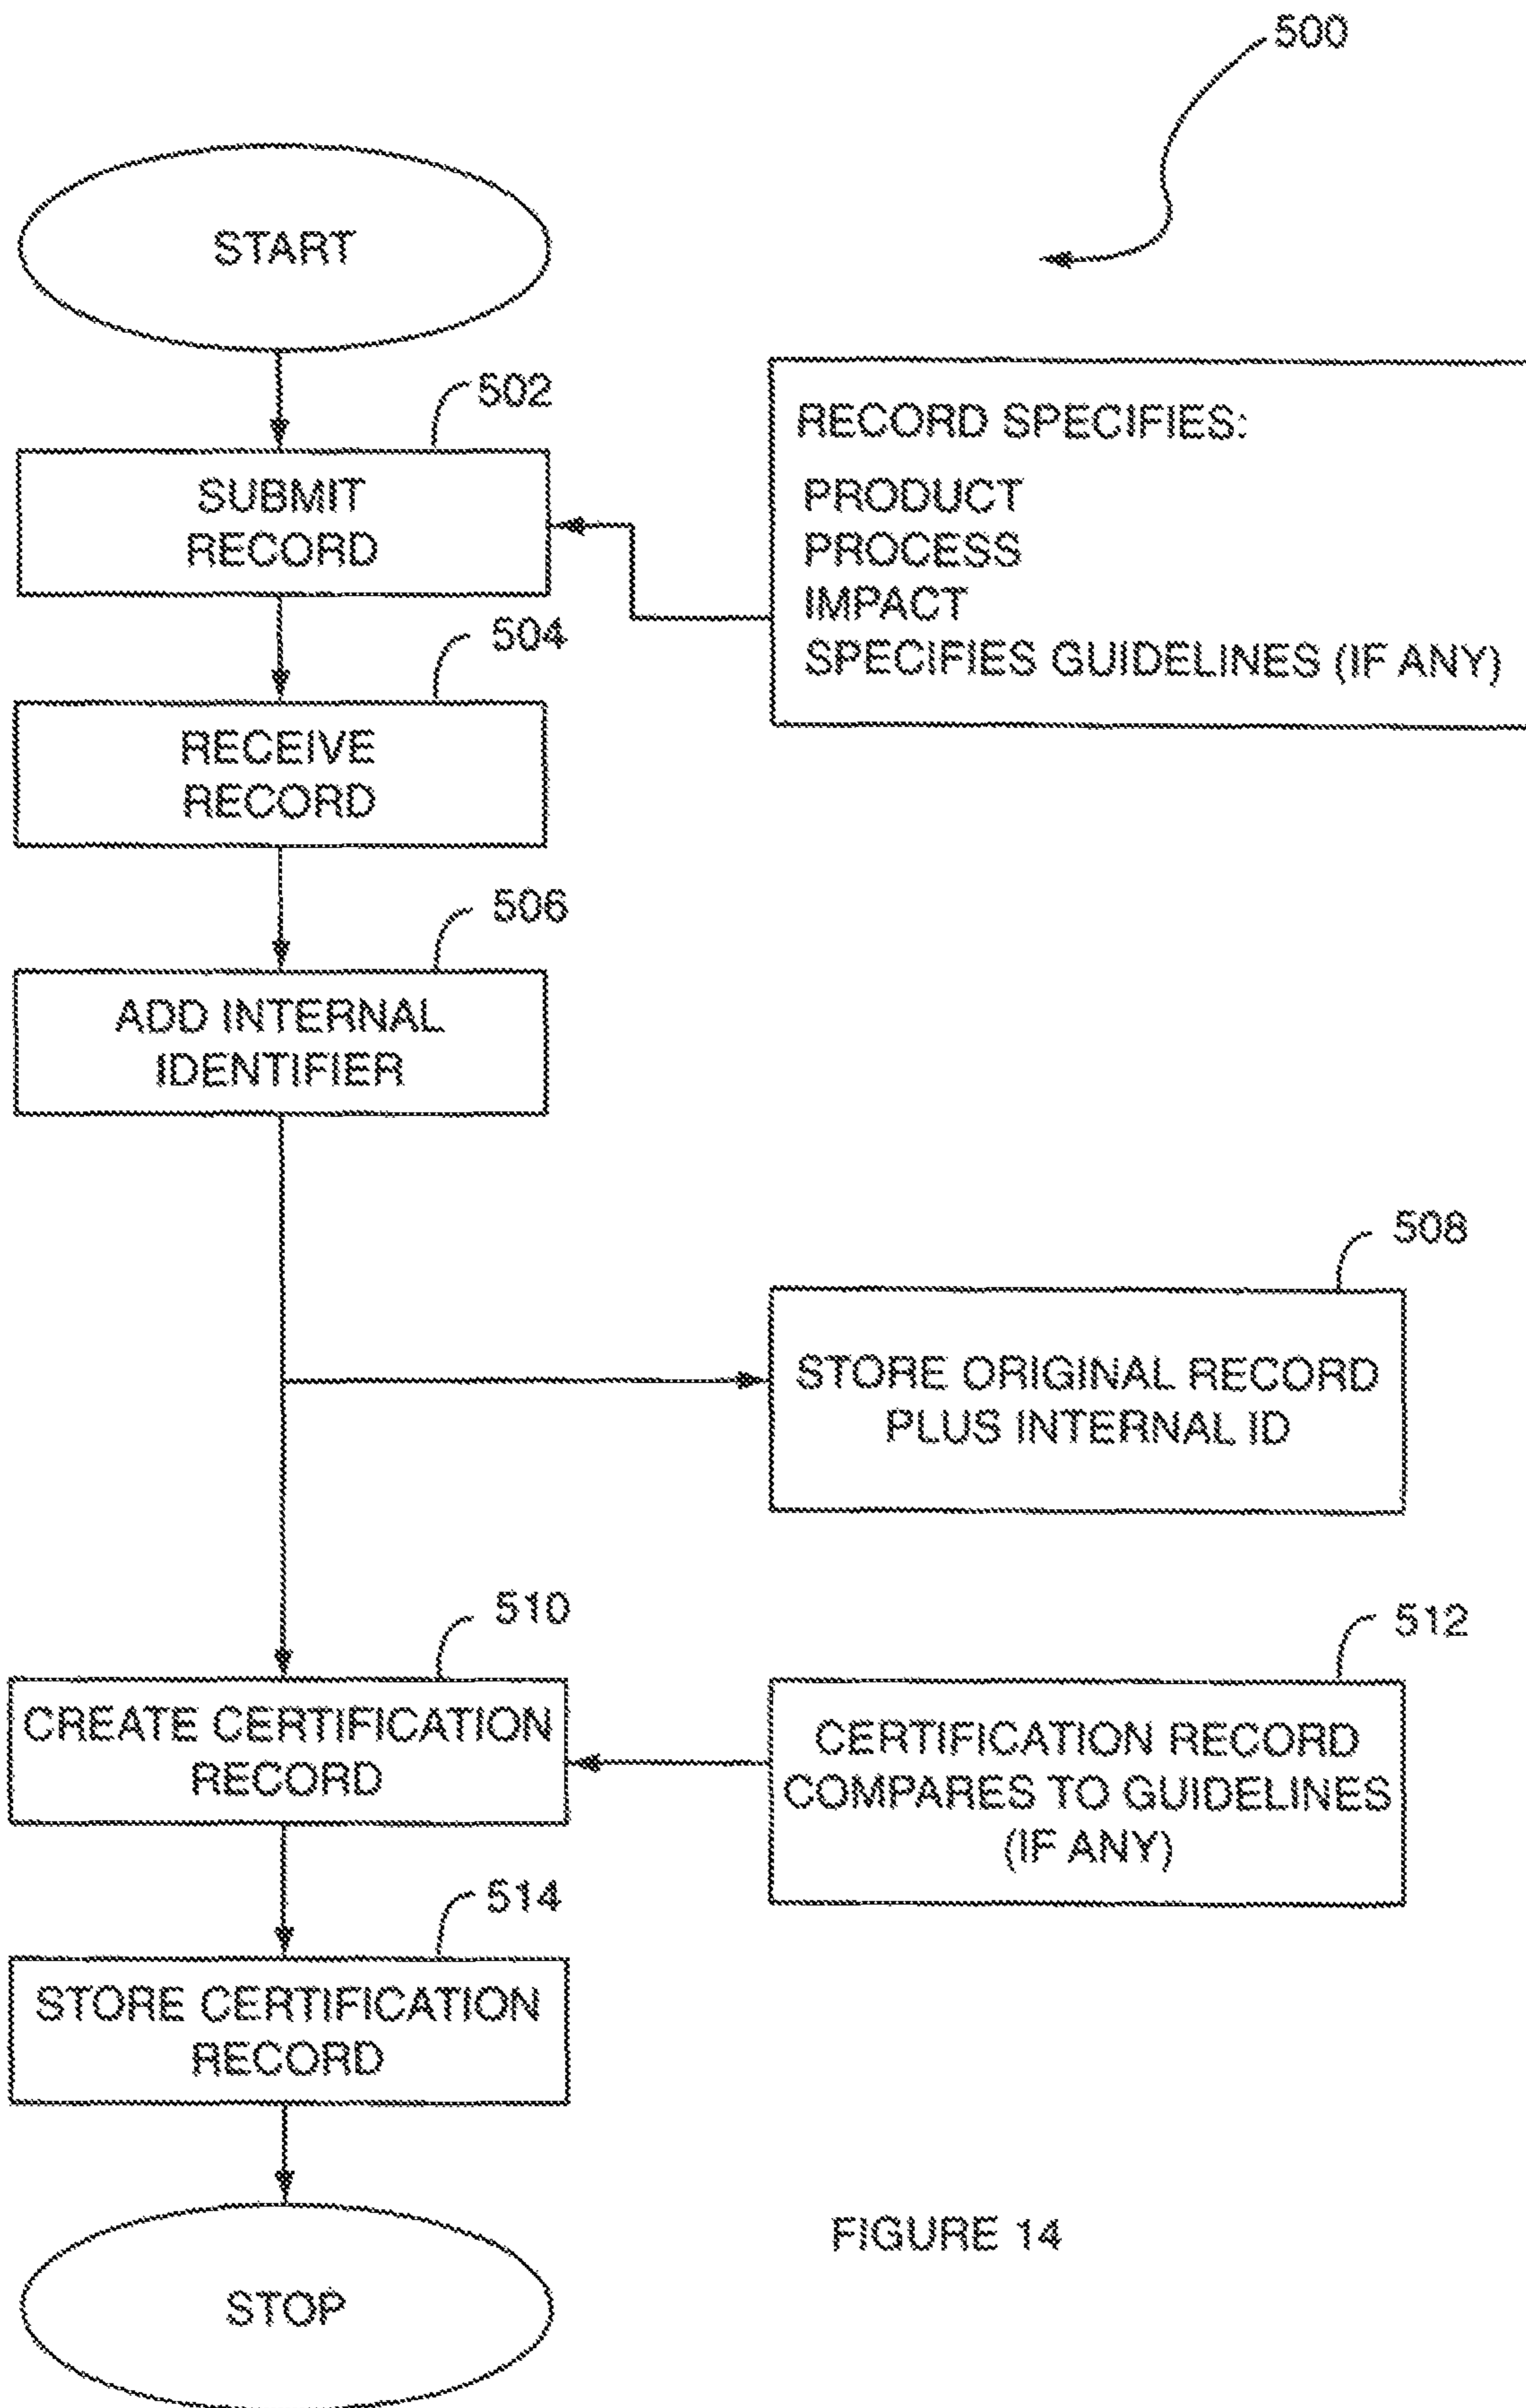 500
START
502
SUBMIT
RECORD
RECORD SPECIFIES:
PRODUCT
PROCESS
IMPACT
SPECIFIES GUIDELINES (IF ANY)
504
RECEIVE
RECORD
506
ADD INTERNAL
IDENTIFIER
508
STORE ORIGINAL RECORD
PLUS INTERNAL ID
510
CREATE CERTIFICATION
RECORD
512
CERTIFICATION RECORD
COMPARES TO GUIDELINES
(IF ANY)
514
STORE CERTIFICATION
RECORD
FIGURE 14
STOP